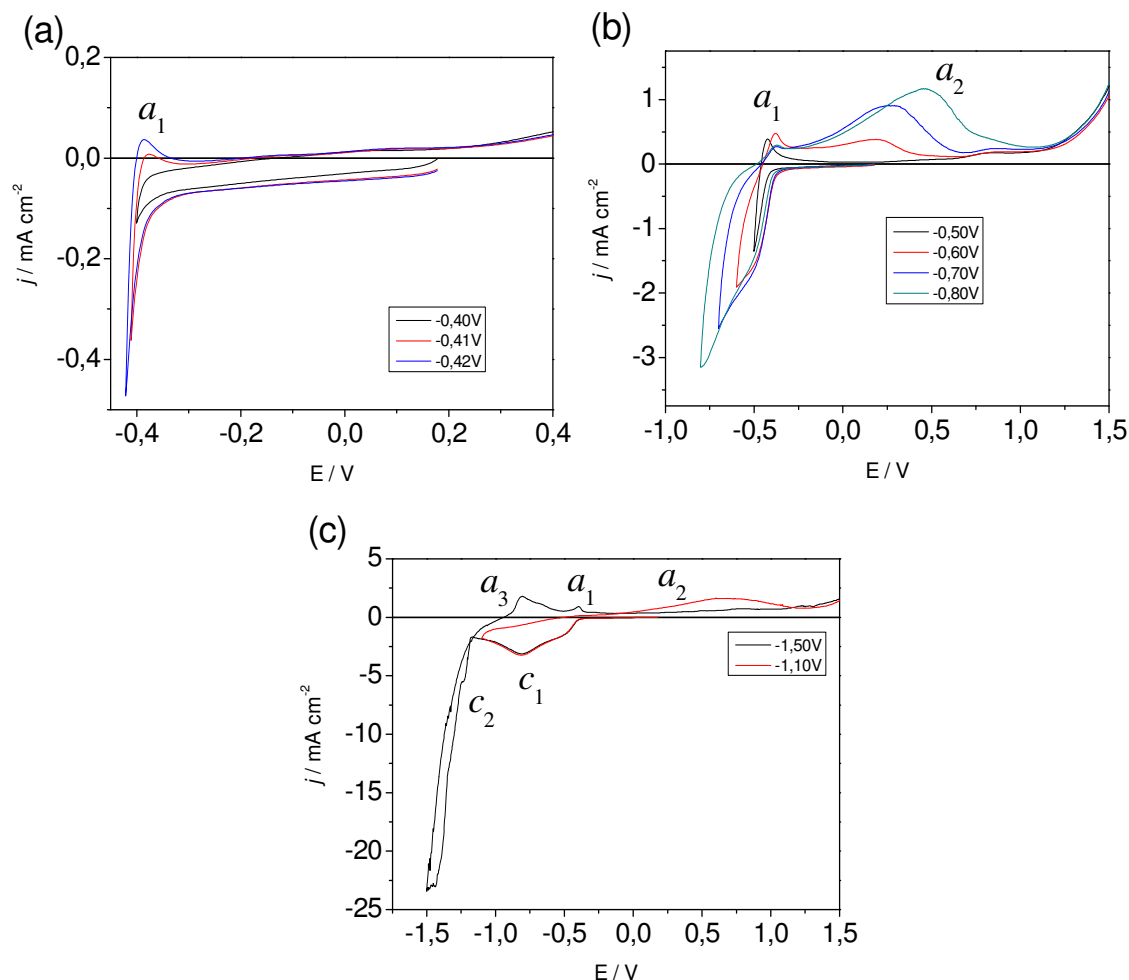 (a)
0,2
0,0
-0,2
-0,4
j / mA cm-2
a1
-0,40V
-0,41V
-0,42V
-0,4
-0,2
0,0
0,2
0,4
E / V
(b)
1
0
-1
-2
-3
j / mA cm-2
a1
a2
-0,50V
-0,60V
-0,70V
-0,80V
-1,0
-0,5
0,0
0,5
1,0
1,5
E / V
(c)
5
0
-5
-10
-15
-20
-25
j / mA cm-2
a3
a1
a2
c2
c1
-1,50V
-1,10V
-1,5
-1,0
-0,5
0,0
0,5
1,0
1,5
E / V